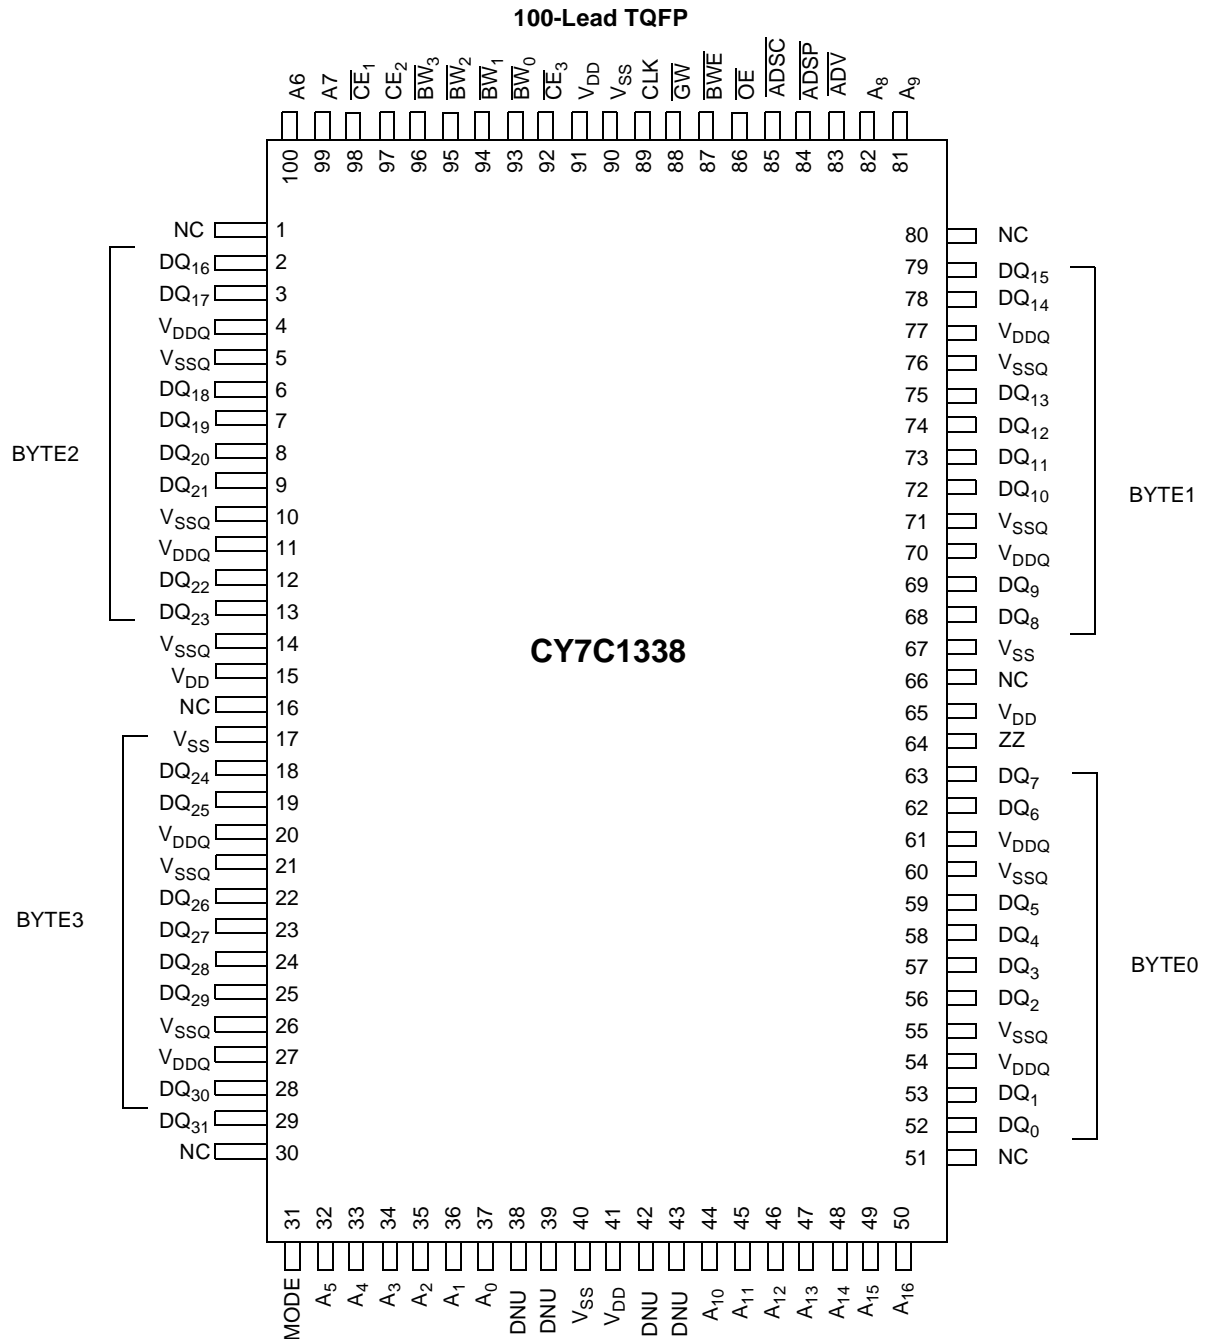 100-Lead TQFP
A6 A7 CE1 CE2 BW3 BW2 BW1 BW0 CE3 VDD VSS CLK GW BWE OE ADSC ADSP ADV A8 A9
100 99 98 97 96 95 94 93 92 91 90 89 88 87 86 85 84 83 82 81
NC 1
DQ16 2
DQ17 3
VDDQ 4
VSSQ 5
DQ18 6
DQ19 7
DQ20 8
DQ21 9
VSSQ 10
VDDQ 11
DQ22 12
DQ23 13
VSSQ 14
VDD 15
NC 16
VSS 17
DQ24 18
DQ25 19
VDDQ 20
VSSQ 21
DQ26 22
DQ27 23
DQ28 24
DQ29 25
VSSQ 26
VDDQ 27
DQ30 28
DQ31 29
NC 30
BYTE2
BYTE3
CY7C1338
80 NC
79 DQ15
78 DQ14
77 VDDQ
76 VSSQ
75 DQ13
74 DQ12
73 DQ11
72 DQ10
71 VSSQ
70 VDDQ
69 DQ9
68 DQ8
67 VSS
66 NC
65 VDD
64 ZZ
63 DQ7
62 DQ6
61 VDDQ
60 VSSQ
59 DQ5
58 DQ4
57 DQ3
56 DQ2
55 VSSQ
54 VDDQ
53 DQ1
52 DQ0
51 NC
BYTE1
BYTE0
31 32 33 34 35 36 37 38 39 40 41 42 43 44 45 46 47 48 49 50
MODE A5 A4 A3 A2 A1 A0 DNU DNU VSS VDD DNU DNU A10 A11 A12 A13 A14 A15 A16